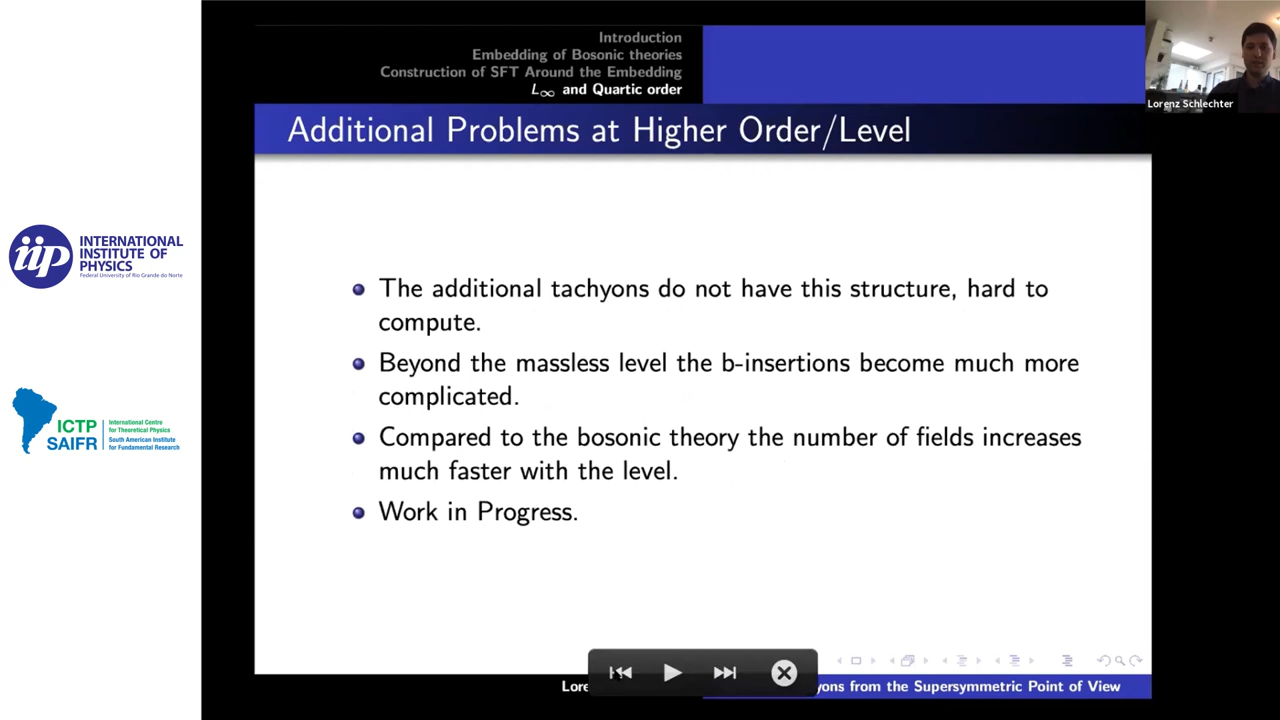 Introduction
Embedding of Bosonic theories
Construction of SFT Around the Embedding
L∞ and Quartic order
Lorenz Schlechter
Additional Problems at Higher Order/Level
iip
INTERNATIONAL
INSTITUTE OF
PHYSICS
Federal University of Rio Grande do Norte
The additional tachyons do not have this structure, hard to
compute.
Beyond the massless level the b-insertions become much more
complicated.
Compared to the bosonic theory the number of fields increases
much faster with the level.
Work in Progress.
ICTP
SAIFR
International Centre
for Theoretical Physics
South American Institute
for Fundamental Research
from the Supersymmetric Point of View